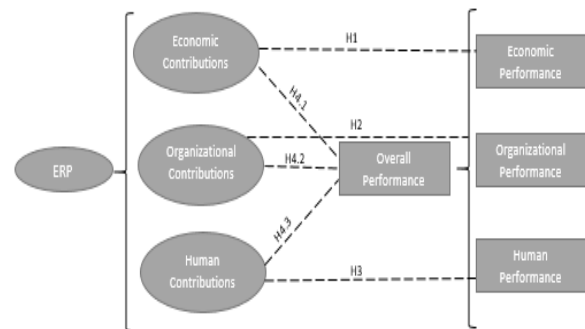 Economic
Contributions
H1
Economic
Performance
H4.1
H2
Organizational
Contributions
H4.2
Overall
Performance
Organizational
Performance
ERP
H4.3
Human
Contributions
H3
Human
Performance